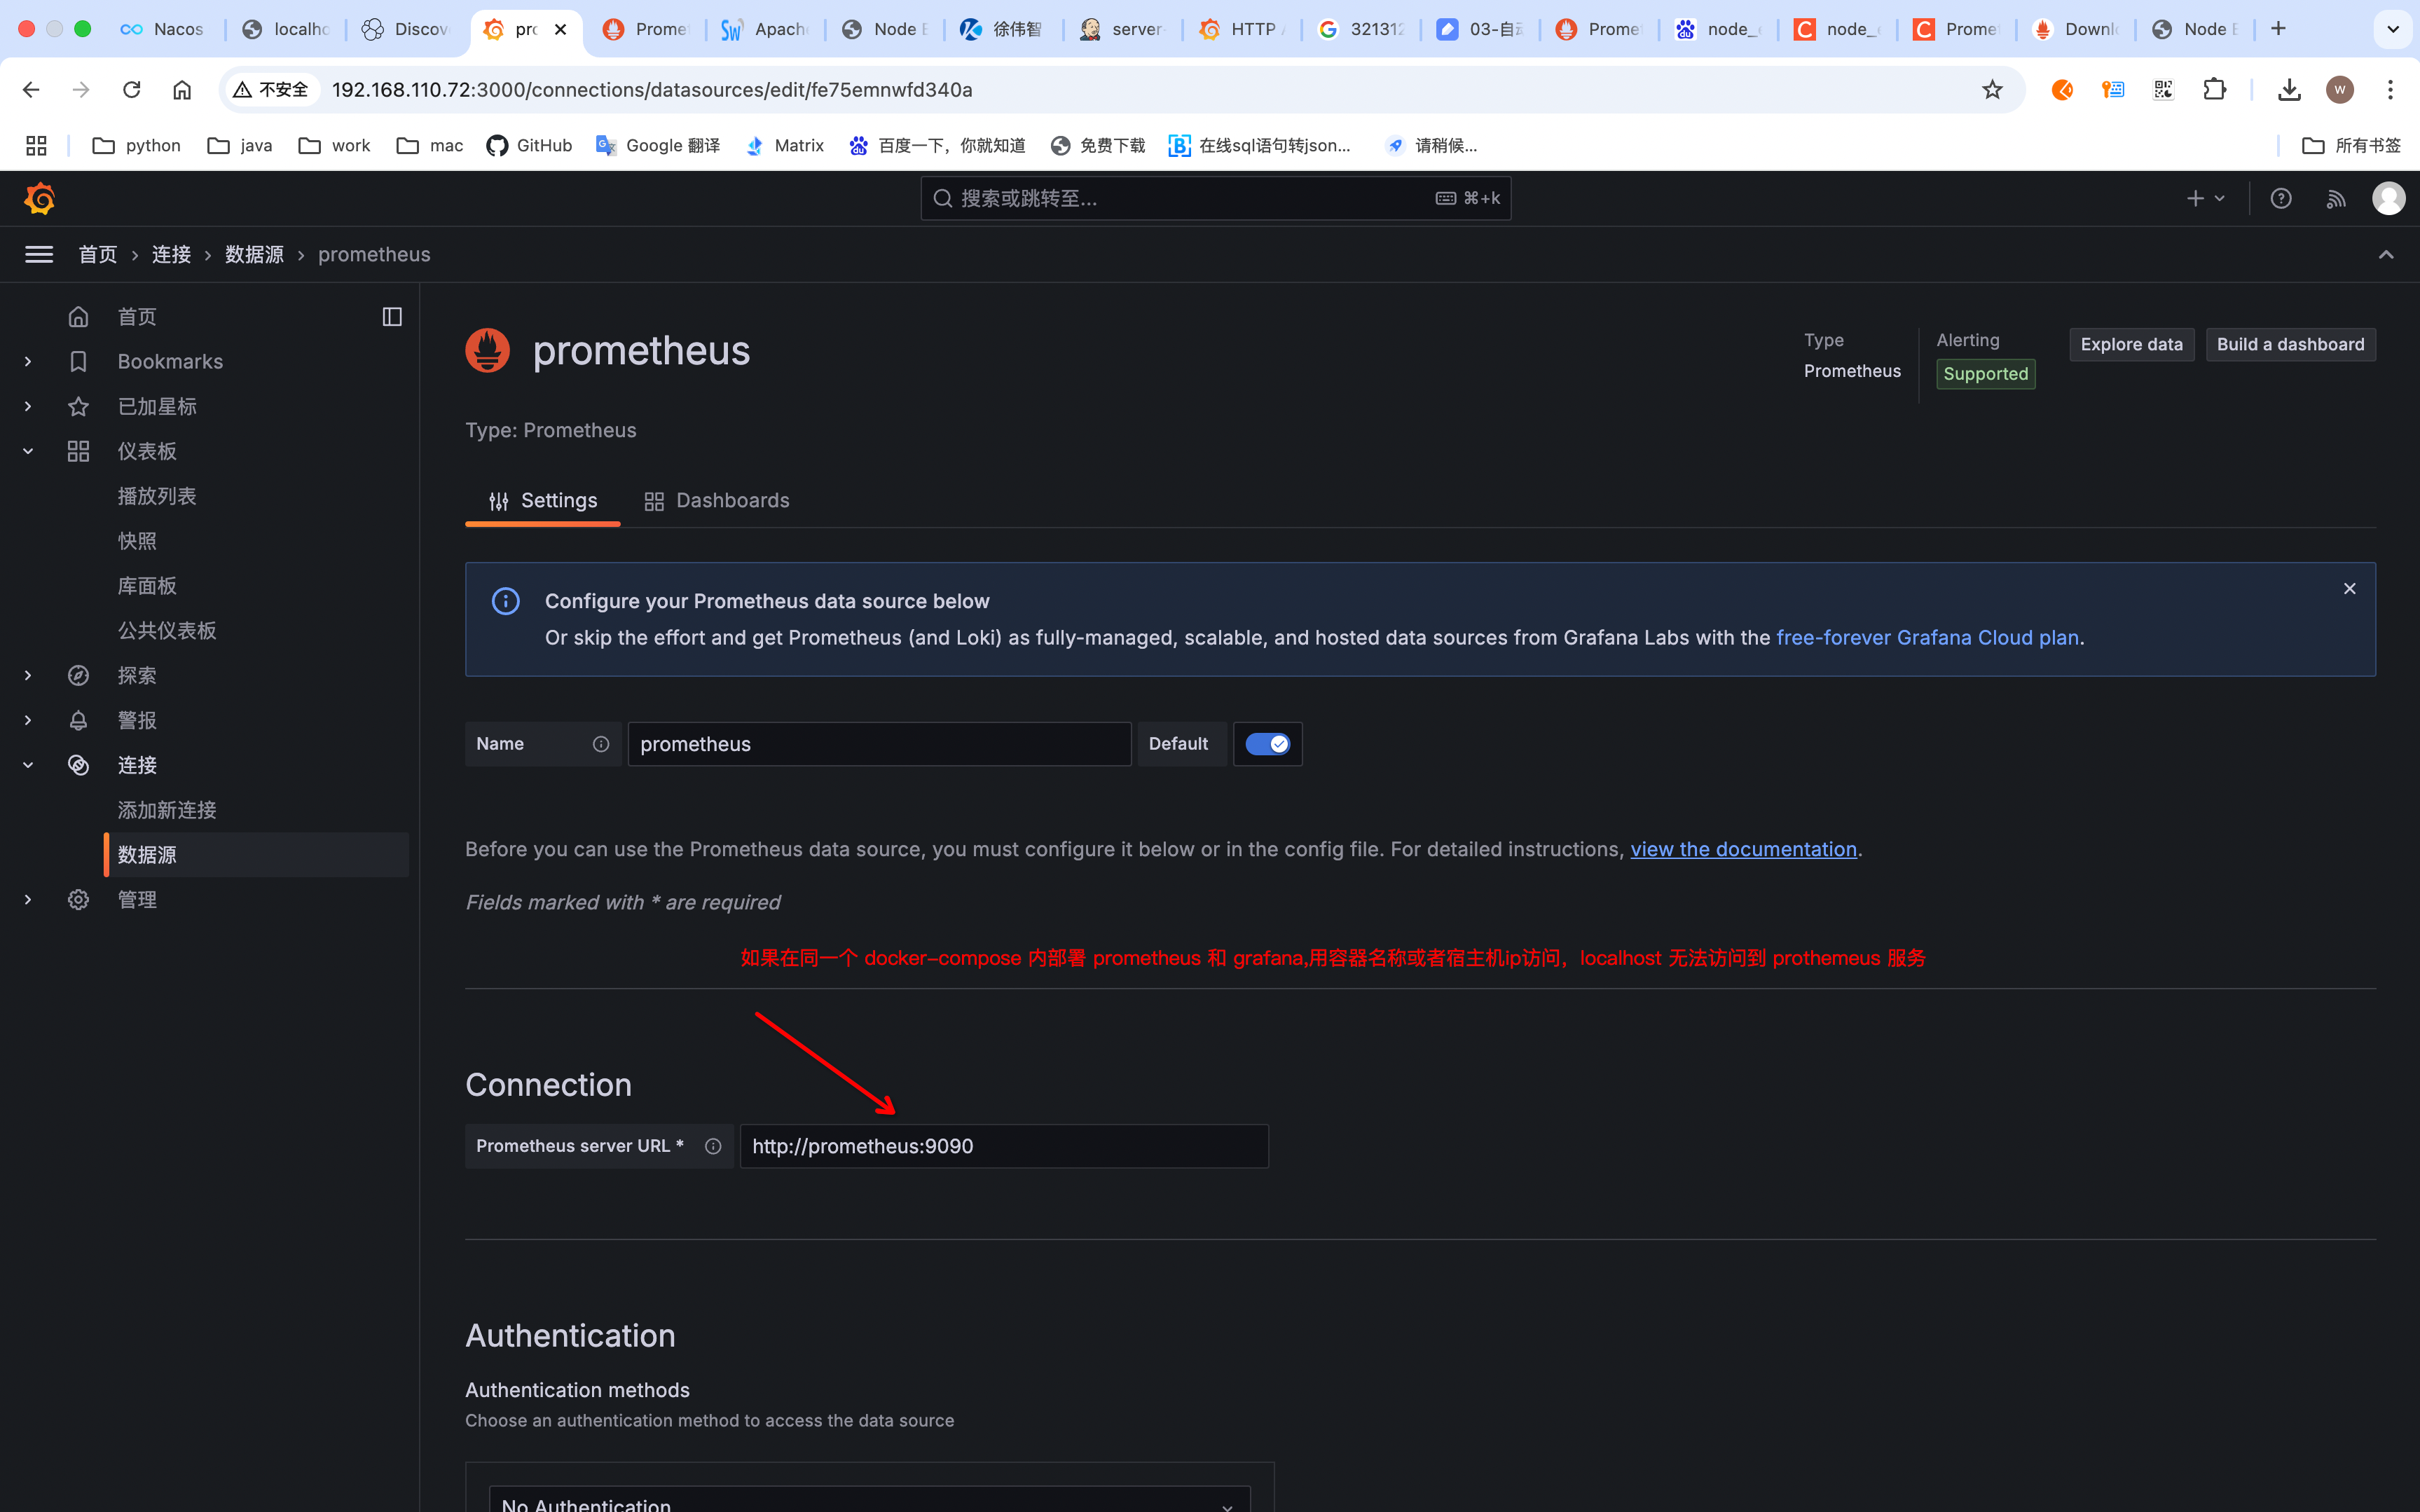 Nacos
localho
Discov
pro
Prome
Apach
Node E
徐伟智
server-
HTTP
32131
03-自
Prome
node_
node_
Prome
Downl
Node E
不安全
192.168.110.72:3000/connections/datasources/edit/fe75emnwfd340a
W
python
java
work
mac
GitHub
Google 翻译
Matrix
百度一下，你就知道
免费下载
在线sql语句转json...
请稍候...
所有书签
搜索或跳转至...
⌘+k
首页 › 连接 › 数据源 › prometheus
首页
Bookmarks
已加星标
仪表板
播放列表
快照
库面板
公共仪表板
探索
警报
连接
添加新连接
数据源
管理
prometheus
Type
Prometheus
Alerting
Supported
Explore data
Build a dashboard
Type: Prometheus
Settings
Dashboards
Configure your Prometheus data source below
Or skip the effort and get Prometheus (and Loki) as fully-managed, scalable, and hosted data sources from Grafana Labs with the free-forever Grafana Cloud plan.
Name
prometheus
Default
Before you can use the Prometheus data source, you must configure it below or in the config file. For detailed instructions, view the documentation.
Fields marked with * are required
如果在同一个 docker-compose 内部署 prometheus 和 grafana,用容器名称或者宿主机ip访问，localhost 无法访问到 prothemeus 服务
Connection
Prometheus server URL *
http://prometheus:9090
Authentication
Authentication methods
Choose an authentication method to access the data source
No Authentication